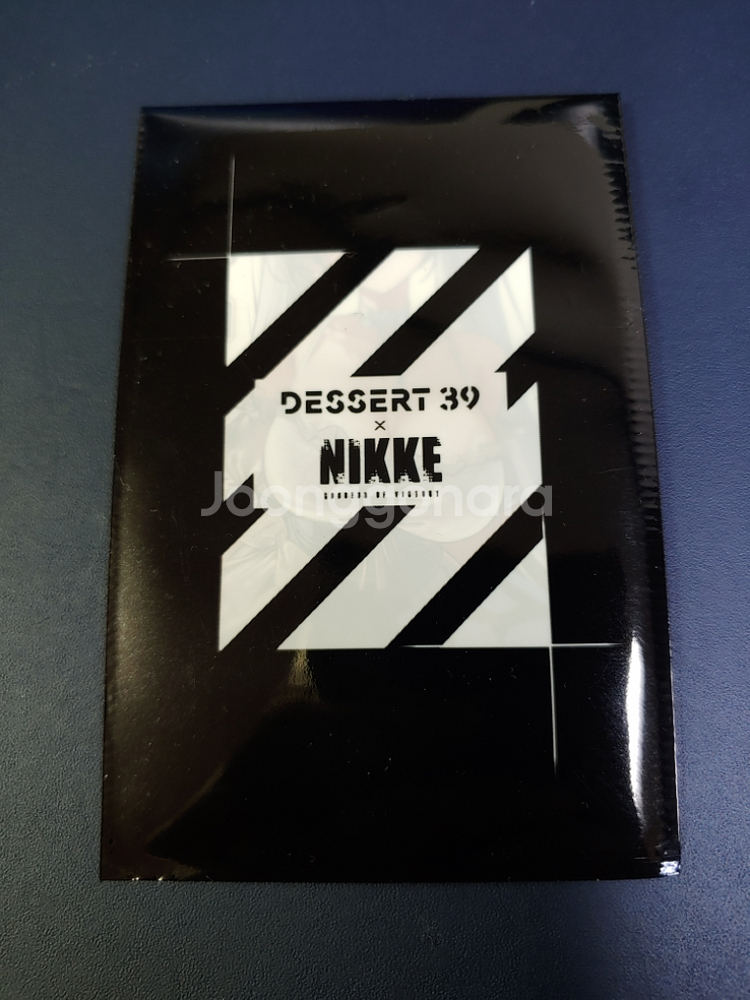 DESSERT 39
×
NIKKE
GODDESS OF VICTORY
Joonggonara